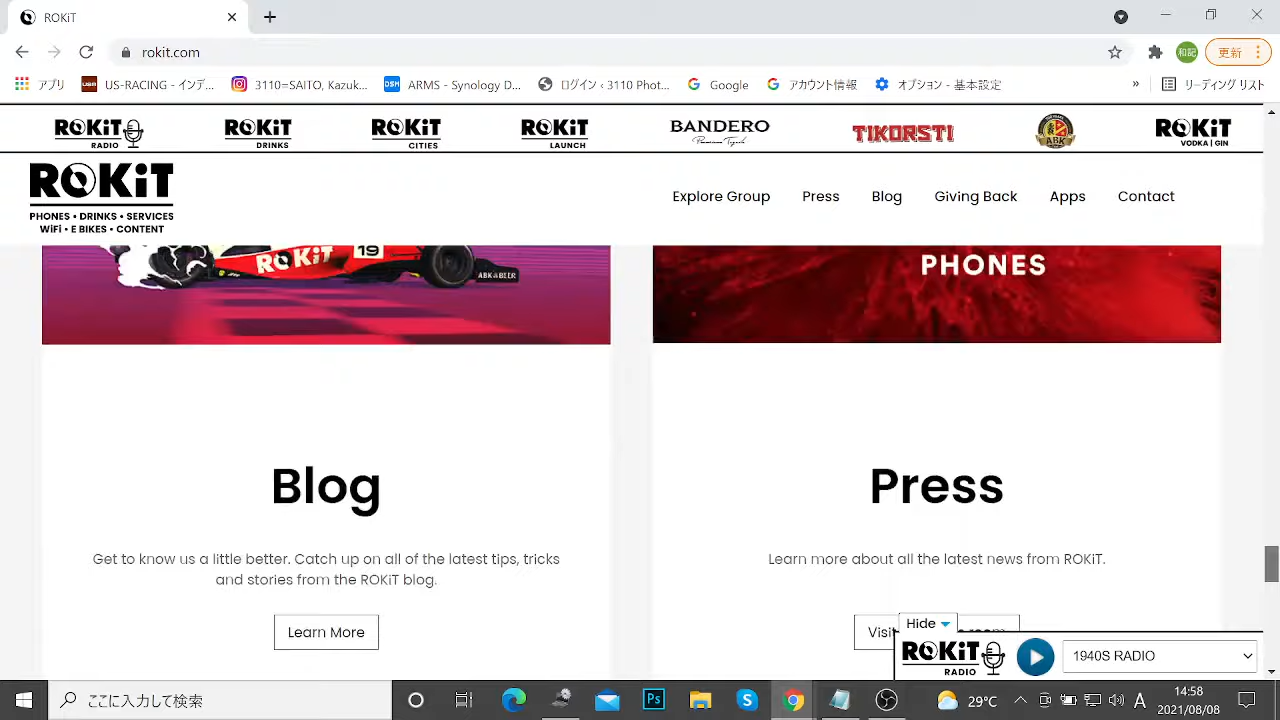 ROKiT
rokit.com
和記
更新
アプリ
US-RACING - インデ...
3110=SAITO, Kazuk...
ARMS - Synology D...
ログイン - 3110 Phot...
Google
アカウント情報
オプション - 基本設定
»
リーディング リスト
ROKiT RADIO
ROKiT DRINKS
ROKiT CITIES
ROKiT LAUNCH
BANDERO Premium Tequila
TIKORSTI
ABK
ROKiT VODKA | GIN
ROKiT
PHONES • DRINKS • SERVICES
WiFi • E BIKES • CONTENT
Explore Group
Press
Blog
Giving Back
Apps
Contact
19
ROKiT
ABK BEER
PHONES
Blog
Get to know us a little better. Catch up on all of the latest tips, tricks
and stories from the ROKiT blog.
Learn More
Press
Learn more about all the latest news from ROKiT.
Hide
ROKiT RADIO
1940S RADIO
ここに入力して検索
29°C
A
14:58
2021/08/08